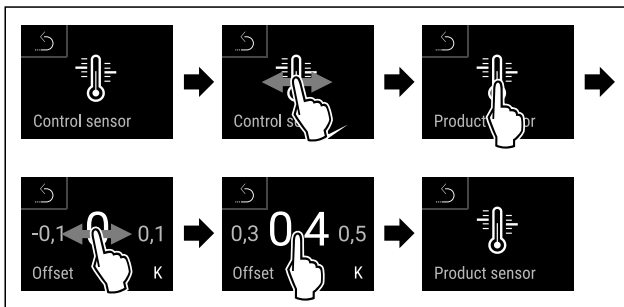 Control sensor
Control s
Product or
-0,1 0 0,1
Offset K
0,3 0,4 0,5
Offset K
Product sensor